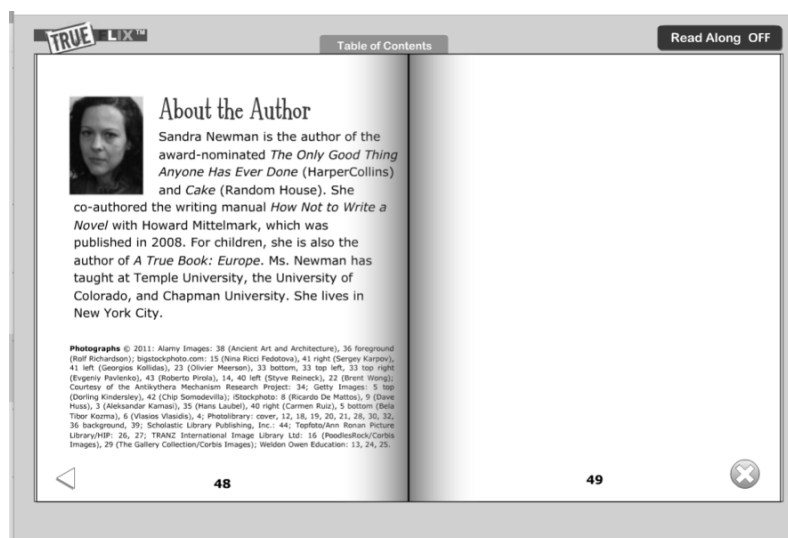 TRUEFLIX™
Table of Contents
Read Along OFF
About the Author
Sandra Newman is the author of the
award-nominated The Only Good Thing
Anyone Has Ever Done (HarperCollins)
and Cake (Random House). She
co-authored the writing manual How Not to Write a
Novel with Howard Mittelmark, which was
published in 2008. For children, she is also the
author of A True Book: Europe. Ms. Newman has
taught at Temple University, the University of
Colorado, and Chapman University. She lives in
New York City.
Photographs © 2011: Alamy Images: 38 (Ancient Art and Architecture), 36 foreground
(Rolf Richardson); bigstockphoto.com: 15 (Nina Ricci Fedotova), 41 right (Sergey Karpov),
41 left (Georgios Kollidas), 23 (Olivier Meerson), 33 bottom, 33 top left, 33 top right
(Evgeniy Pavlenko), 43 (Roberto Pirola), 14, 40 left (Styve Reineck), 22 (Brent Wong);
Courtesy of the Antikythera Mechanism Research Project: 34; Getty Images: 5 top
(Dorling Kindersley), 42 (Chip Somodevilla); iStockphoto: 8 (Ricardo De Mattos), 9 (Dave
Huss), 3 (Aleksandar Kamasi), 35 (Hans Laubel), 40 right (Carmen Ruiz), 5 bottom (Bela
Tibor Kozma), 6 (Vlasios Vlasidis), 4; Photolibrary: cover, 12, 18, 19, 20, 21, 28, 30, 32,
36 background, 39; Scholastic Library Publishing, Inc.: 44; Topfoto/Ann Ronan Picture
Library/HIP: 26, 27; TRANZ International Image Library Ltd: 16 (PoodlesRock/Corbis
Images), 29 (The Gallery Collection/Corbis Images); Weldon Owen Education: 13, 24, 25.
48
49